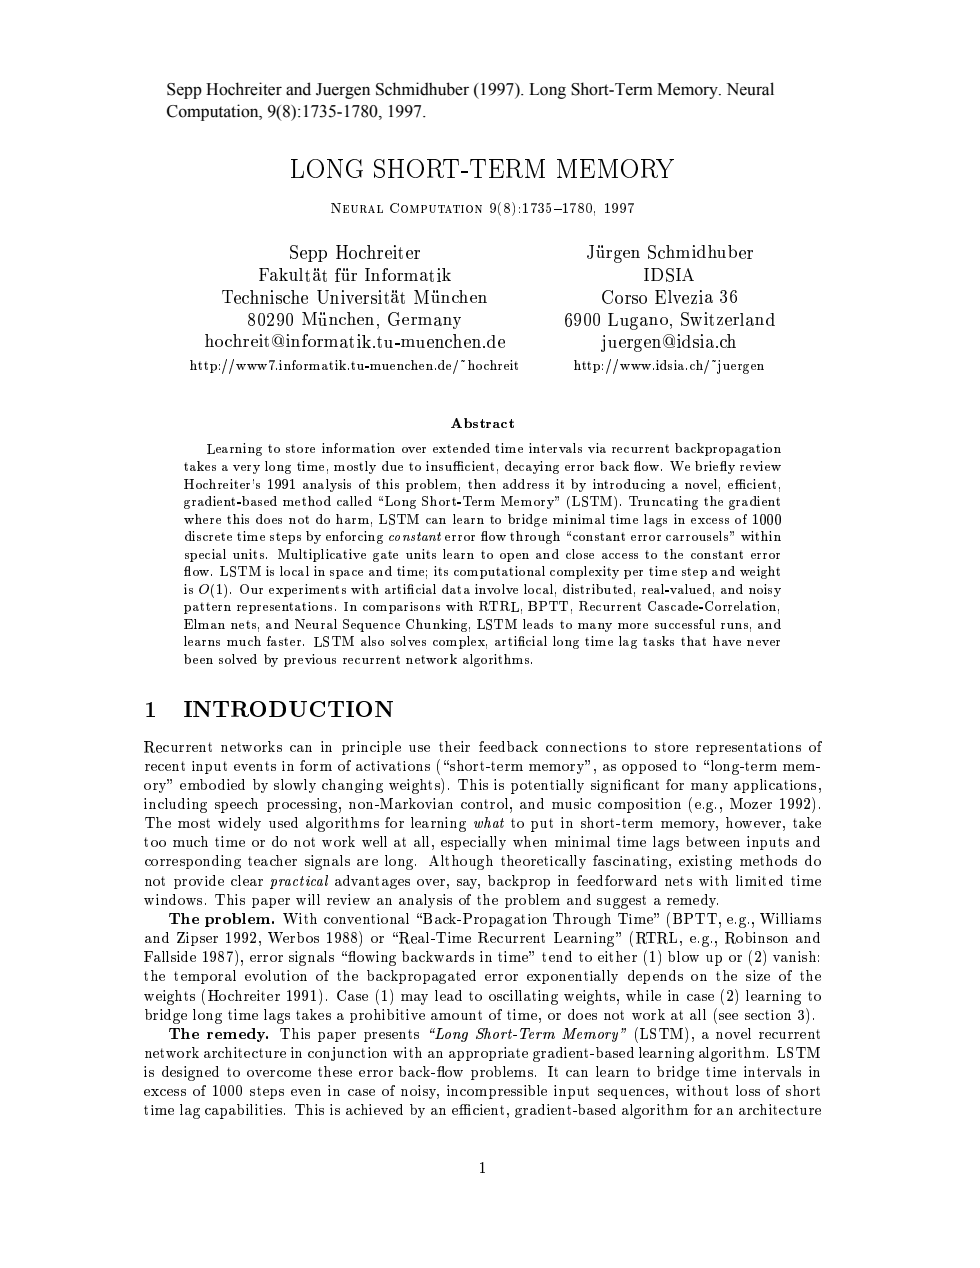 Sepp Hochreiter and Juergen Schmidhuber (1997). Long Short-Term Memory. Neural
Computation, 9(8):1735-1780, 1997.
LONG SHORT-TERM MEMORY
Neural Computation 9(8):1735–1780, 1997
Sepp Hochreiter
Fakultät für Informatik
Technische Universität München
80290 München, Germany
hochreit@informatik.tu-muenchen.de
http://www7.informatik.tu-muenchen.de/~hochreit
Jürgen Schmidhuber
IDSIA
Corso Elvezia 36
6900 Lugano, Switzerland
juergen@idsia.ch
http://www.idsia.ch/~juergen
Abstract
Learning to store information over extended time intervals via recurrent backpropagation
takes a very long time, mostly due to insufficient, decaying error back flow. We briefly review
Hochreiter's 1991 analysis of this problem, then address it by introducing a novel, efficient,
gradient-based method called “Long Short-Term Memory” (LSTM). Truncating the gradient
where this does not do harm, LSTM can learn to bridge minimal time lags in excess of 1000
discrete time steps by enforcing constant error flow through “constant error carrousels” within
special units. Multiplicative gate units learn to open and close access to the constant error
flow. LSTM is local in space and time; its computational complexity per time step and weight
is O(1). Our experiments with artificial data involve local, distributed, real-valued, and noisy
pattern representations. In comparisons with RTRL, BPTT, Recurrent Cascade-Correlation,
Elman nets, and Neural Sequence Chunking, LSTM leads to many more successful runs, and
learns much faster. LSTM also solves complex, artificial long time lag tasks that have never
been solved by previous recurrent network algorithms.
1 INTRODUCTION
Recurrent networks can in principle use their feedback connections to store representations of
recent input events in form of activations (“short-term memory”, as opposed to “long-term mem-
ory” embodied by slowly changing weights). This is potentially significant for many applications,
including speech processing, non-Markovian control, and music composition (e.g., Mozer 1992).
The most widely used algorithms for learning what to put in short-term memory, however, take
too much time or do not work well at all, especially when minimal time lags between inputs and
corresponding teacher signals are long. Although theoretically fascinating, existing methods do
not provide clear practical advantages over, say, backprop in feedforward nets with limited time
windows. This paper will review an analysis of the problem and suggest a remedy.
The problem. With conventional “Back-Propagation Through Time” (BPTT, e.g., Williams
and Zipser 1992, Werbos 1988) or “Real-Time Recurrent Learning” (RTRL, e.g., Robinson and
Fallside 1987), error signals “flowing backwards in time” tend to either (1) blow up or (2) vanish:
the temporal evolution of the backpropagated error exponentially depends on the size of the
weights (Hochreiter 1991). Case (1) may lead to oscillating weights, while in case (2) learning to
bridge long time lags takes a prohibitive amount of time, or does not work at all (see section 3).
The remedy. This paper presents “Long Short-Term Memory” (LSTM), a novel recurrent
network architecture in conjunction with an appropriate gradient-based learning algorithm. LSTM
is designed to overcome these error back-flow problems. It can learn to bridge time intervals in
excess of 1000 steps even in case of noisy, incompressible input sequences, without loss of short
time lag capabilities. This is achieved by an efficient, gradient-based algorithm for an architecture
1